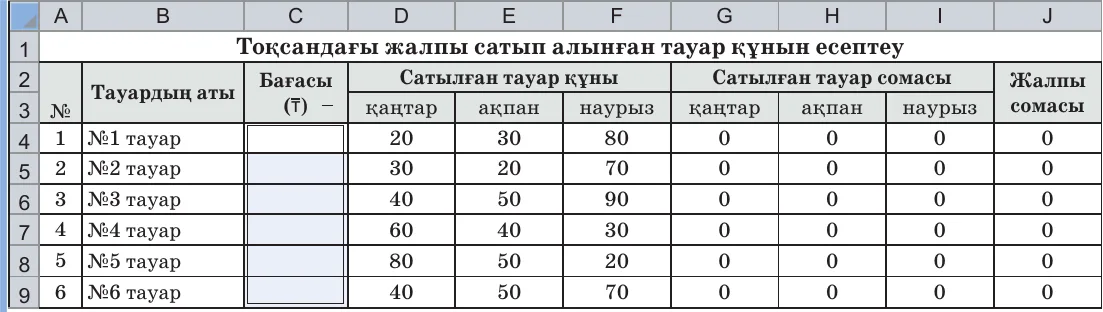 A B C D E F G H I J
1 Тоқсандағы жалпы сатып алынған тауар құнын есептеу
2 № Тауардың аты Бағасы (₸) – Сатылған тауар құны Сатылған тауар сомасы Жалпы сомасы
3 қаңтар ақпан наурыз қаңтар ақпан наурыз
4 1 №1 тауар 20 30 80 0 0 0 0
5 2 №2 тауар 30 20 70 0 0 0 0
6 3 №3 тауар 40 50 90 0 0 0 0
7 4 №4 тауар 60 40 30 0 0 0 0
8 5 №5 тауар 80 50 20 0 0 0 0
9 6 №6 тауар 40 50 70 0 0 0 0